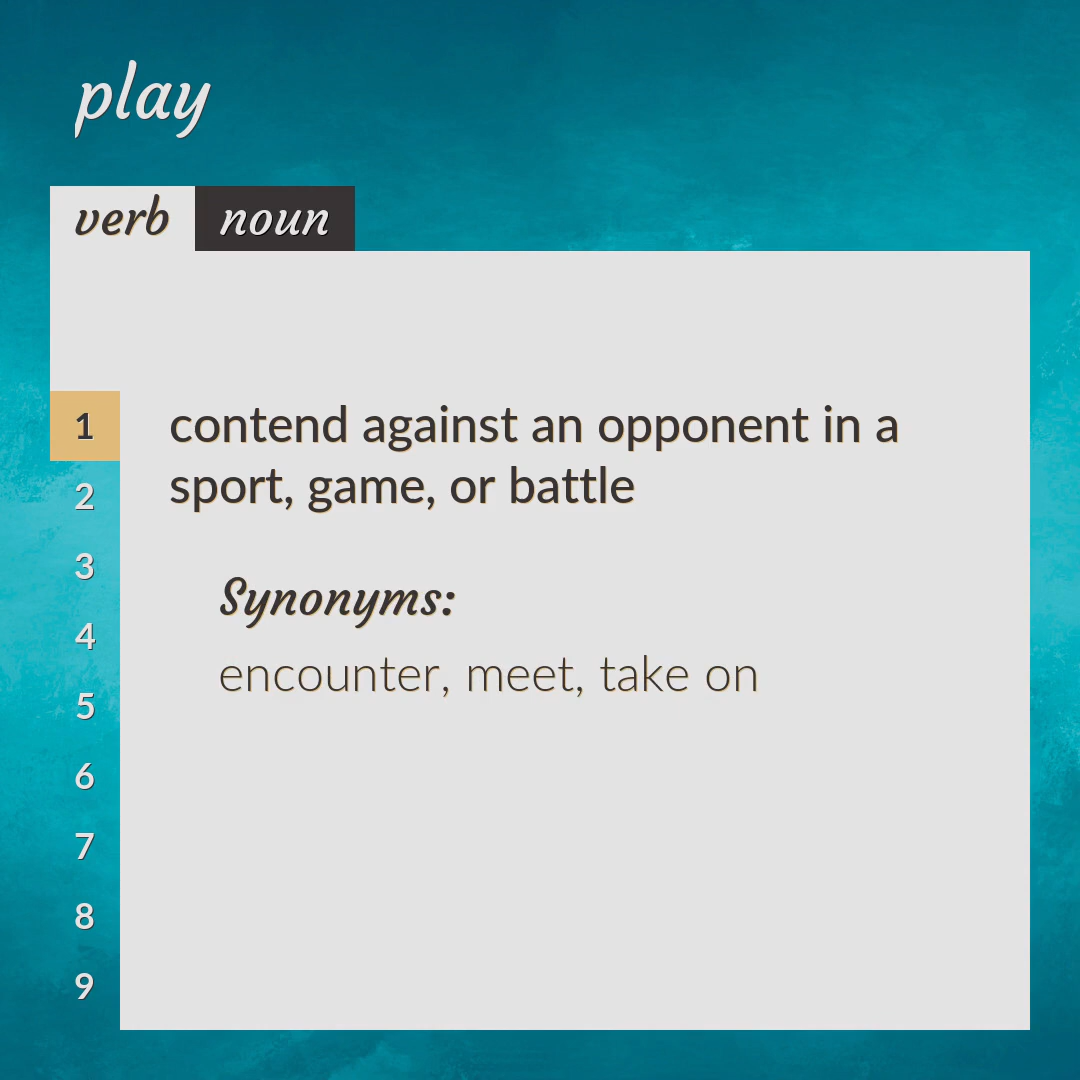 play
verb noun
1 contend against an opponent in a
sport, game, or battle
2
3
Synonyms:
4
encounter, meet, take on
5
6
7
8
9